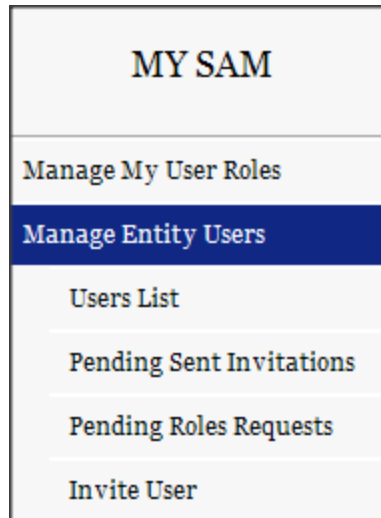 MY SAM
Manage My User Roles
Manage Entity Users
Users List
Pending Sent Invitations
Pending Roles Requests
Invite User